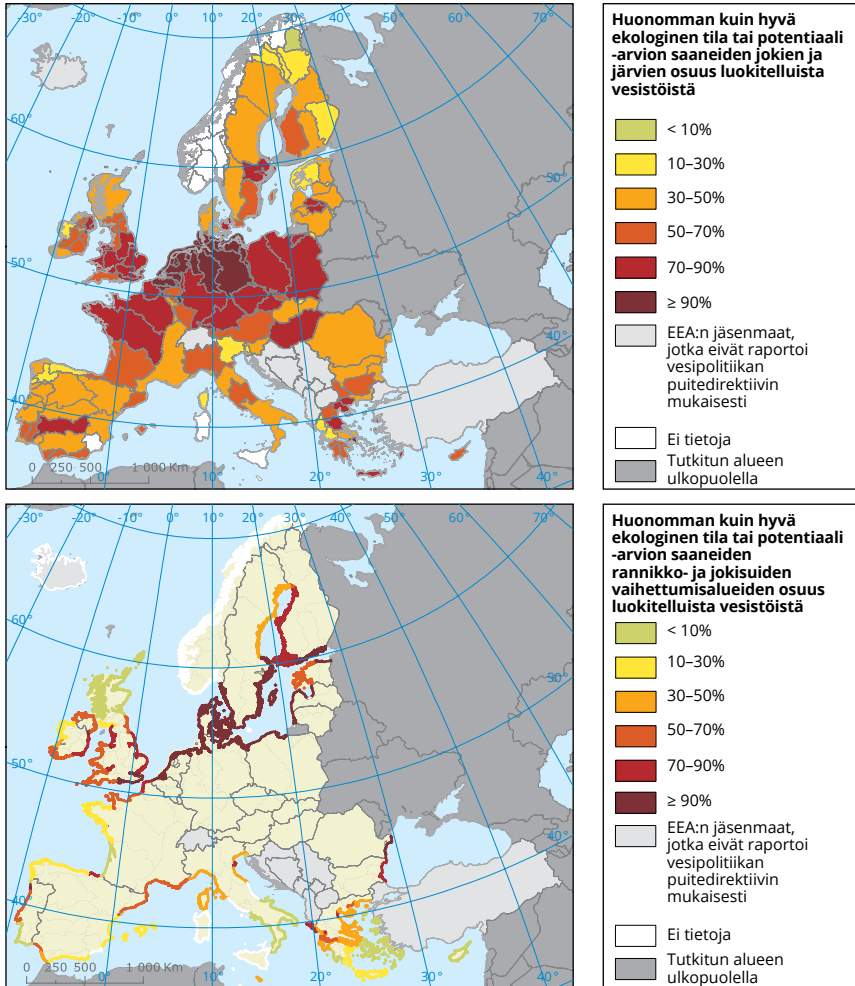 -30°
-20°
-10°
0°
10°
20°
30°
40°
50°
60°
70°
60°
50°
50°
40°
40°
40°
0°
10°
20°
30°
40°
0 250 500 1 000 Km
Huonomman kuin hyvä
ekologinen tila tai potentiaali
-arvion saaneiden jokien ja
järvien osuus luokitelluista
vesistöistä
< 10%
10–30%
30–50%
50–70%
70–90%
≥ 90%
EEA:n jäsenmaat,
jotka eivät raportoi
vesipolitiikan
puitedirektiivin
mukaisesti
Ei tietoja
Tutkitun alueen
ulkopuolella
-30°
-20°
-10°
0°
10°
20°
30°
40°
50°
60°
70°
60°
50°
50°
40°
40°
0°
10°
20°
30°
40°
0 250 500 1 000 Km
Huonomman kuin hyvä
ekologinen tila tai potentiaali
-arvion saaneiden
rannikko- ja jokisuiden
vaihettumisalueiden osuus
luokitelluista vesistöistä
< 10%
10–30%
30–50%
50–70%
70–90%
≥ 90%
EEA:n jäsenmaat,
jotka eivät raportoi
vesipolitiikan
puitedirektiivin
mukaisesti
Ei tietoja
Tutkitun alueen
ulkopuolella